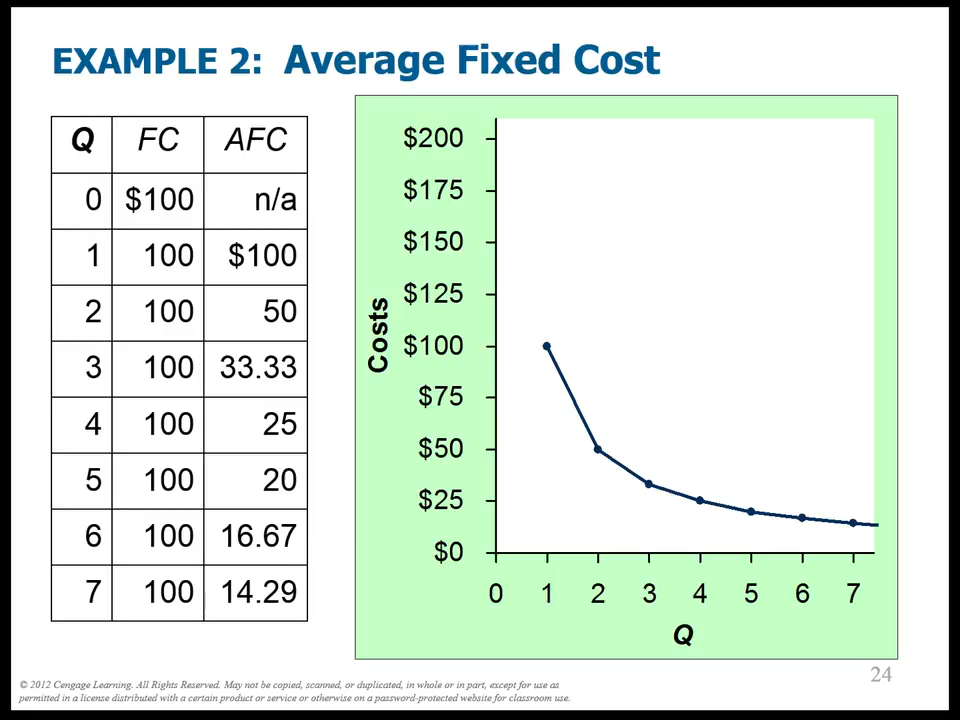 EXAMPLE 2: Average Fixed Cost
Q FC AFC
0 $100 n/a
1 100 $100
2 100 50
3 100 33.33
4 100 25
5 100 20
6 100 16.67
7 100 14.29
Costs
$200
$175
$150
$125
$100
$75
$50
$25
$0
0 1 2 3 4 5 6 7
Q
24
© 2012 Cengage Learning. All Rights Reserved. May not be copied, scanned, or duplicated, in whole or in part, except for use as
permitted in a license distributed with a certain product or service or otherwise on a password-protected website for classroom use.